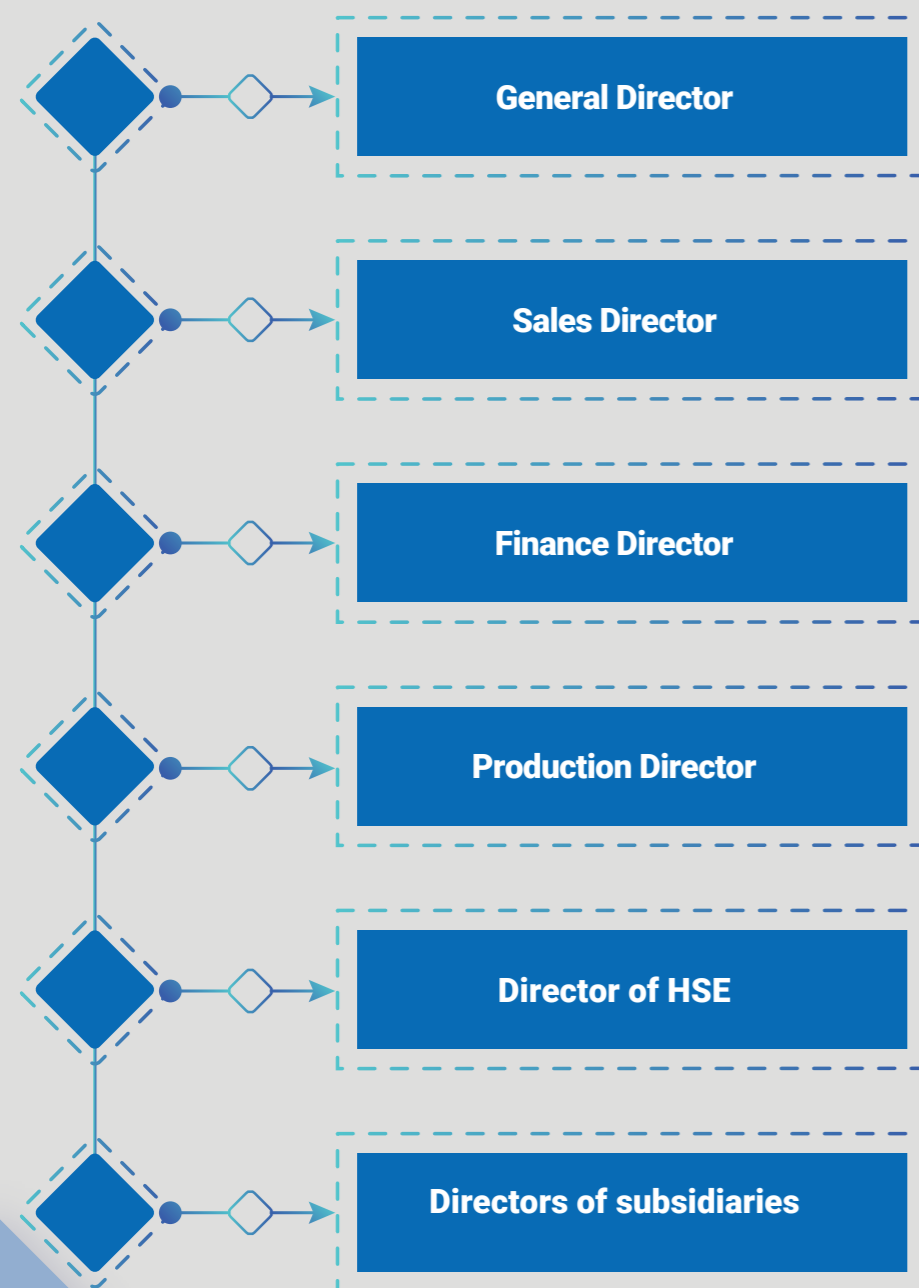 General Director
Sales Director
Finance Director
Production Director
Director of HSE
Directors of subsidiaries